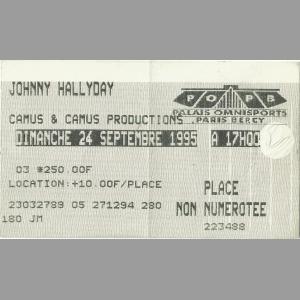 JOHNNY HALLYDAY
POPB
PALAIS OMNISPORTS
PARIS BERCY
CAMUS & CAMUS PRODUCTIONS
DIMANCHE 24 SEPTEMBRE 1995 A 17H00
03 *250.00F
LOCATION:+10.00F/PLACE
PLACE
NON NUMEROTEE
23032789 05 271294 280
223488
180 JM